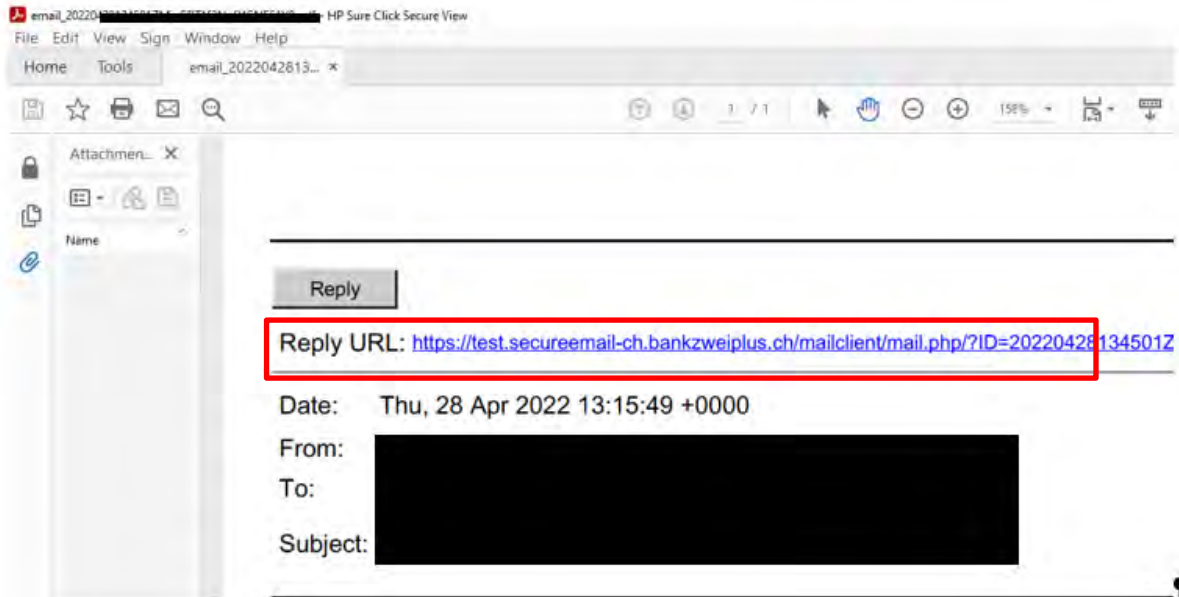 email_20220 - HP Sure Click Secure View
File Edit View Sign Window Help
Home Tools email_2022042813... ×
1 / 1 158%
Attachmen... X
Name
Reply
Reply URL: https://test.secureemail-ch.bankzweiplus.ch/mailclient/mail.php/?ID=20220428134501Z
Date: Thu, 28 Apr 2022 13:15:49 +0000
From:
To:
Subject: